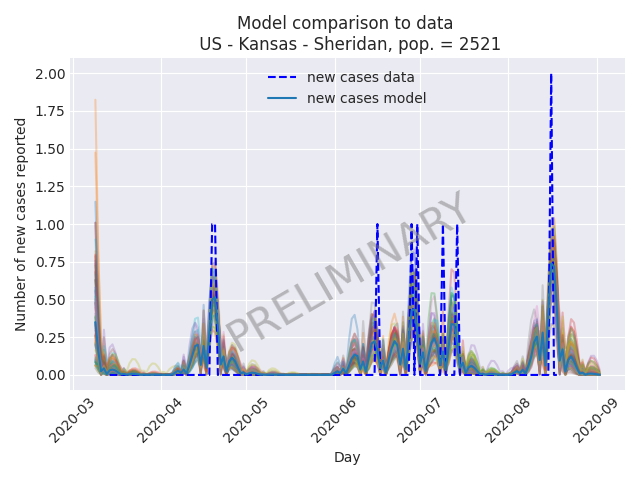 Model comparison to data
US - Kansas - Sheridan, pop. = 2521
new cases data
new cases model
Number of new cases reported
2.00
1.75
1.50
1.25
1.00
0.75
0.50
0.25
0.00
PRELIMINARY
2020-03
2020-04
2020-05
2020-06
2020-07
2020-08
2020-09
Day